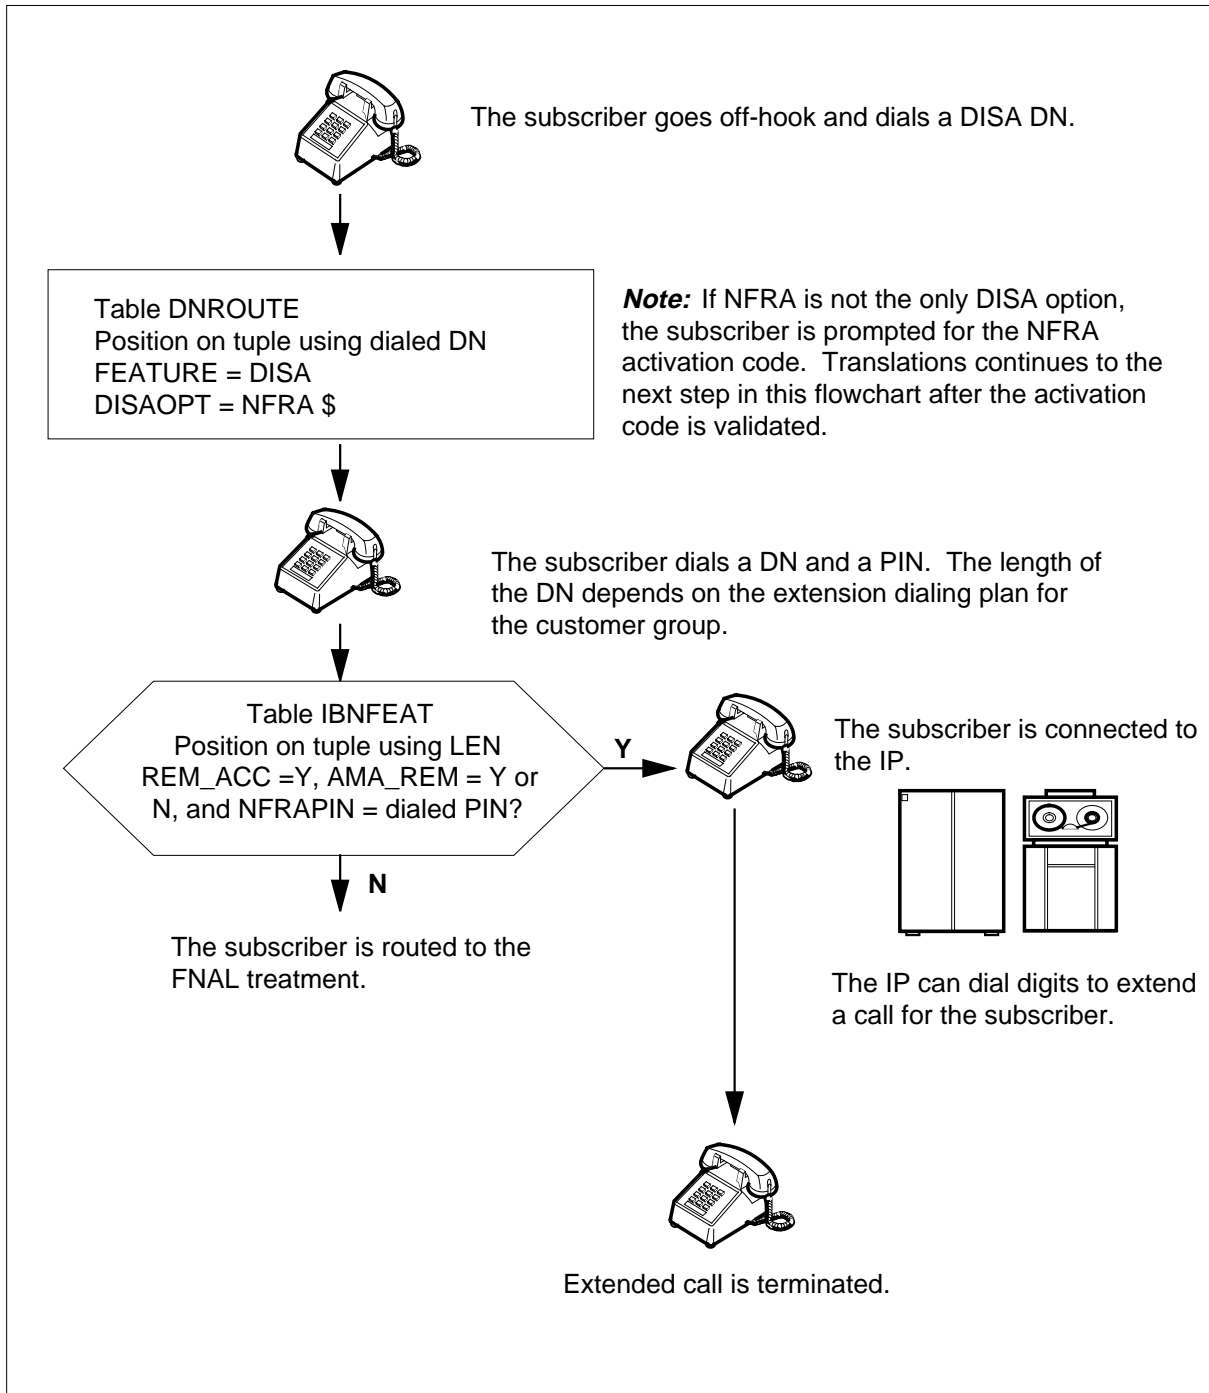 The subscriber goes off-hook and dials a DISA DN.
Table DNROUTE
Position on tuple using dialed DN
FEATURE = DISA
DISAOPT = NFRA $
Note: If NFRA is not the only DISA option,
the subscriber is prompted for the NFRA
activation code. Translations continues to the
next step in this flowchart after the activation
code is validated.
The subscriber dials a DN and a PIN. The length of
the DN depends on the extension dialing plan for
the customer group.
Table IBNFEAT
Position on tuple using LEN
REM_ACC =Y, AMA_REM = Y or
N, and NFRAPIN = dialed PIN?
Y
The subscriber is connected to
the IP.
N
The subscriber is routed to the
FNAL treatment.
The IP can dial digits to extend
a call for the subscriber.
Extended call is terminated.